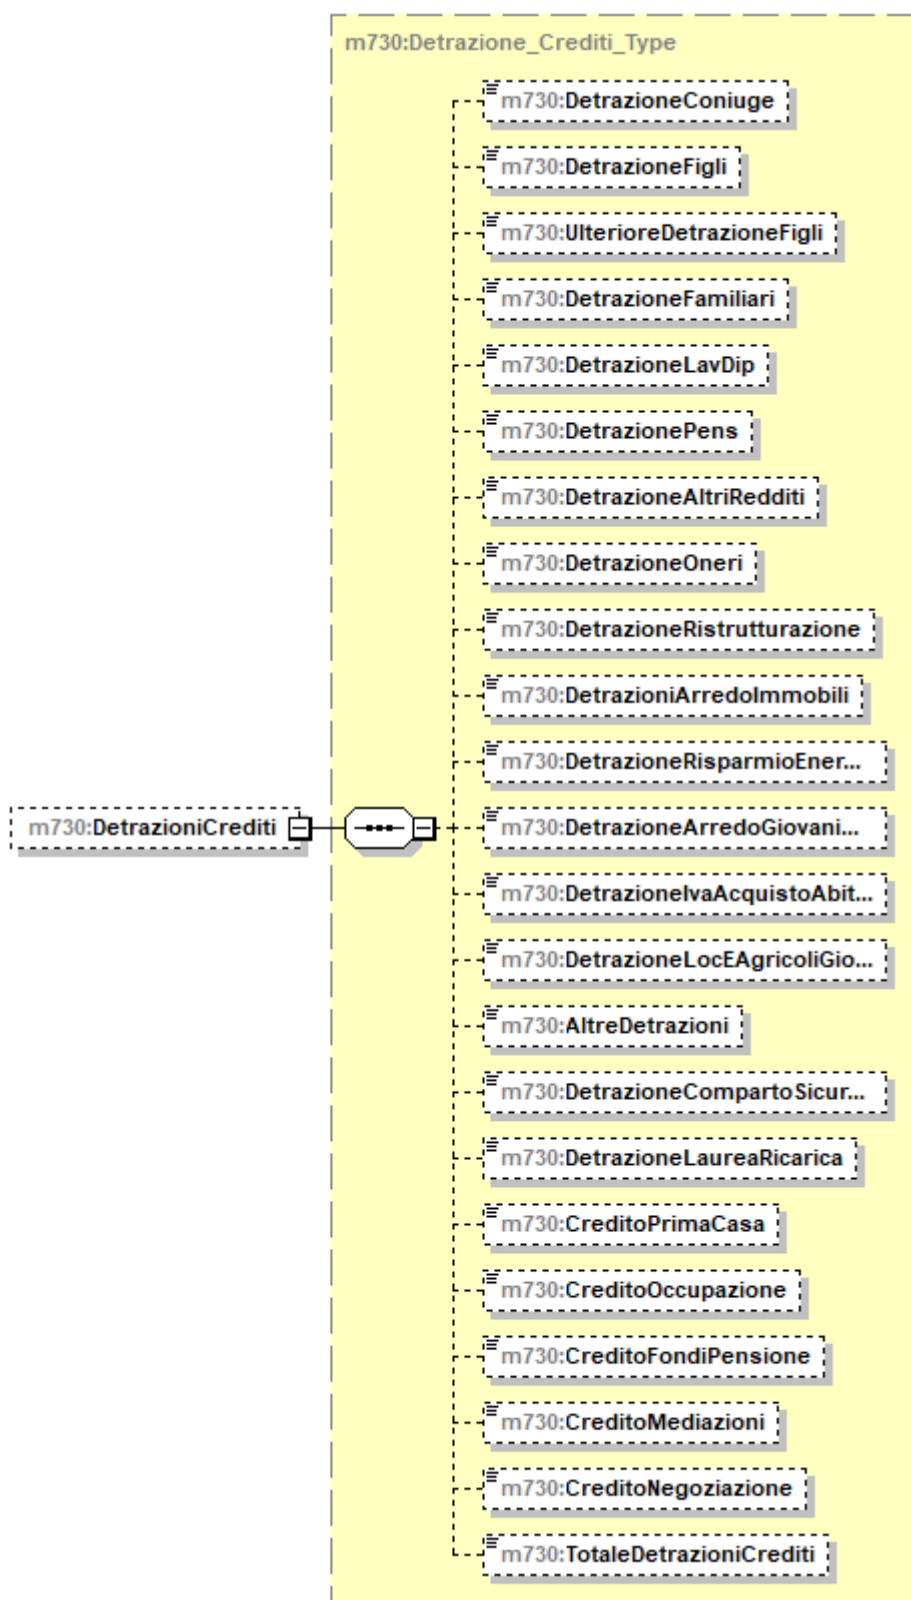 m730:Detrazione_Crediti_Type
m730:DetrazioneConiuge
m730:DetrazioneFigli
m730:UlterioreDetrazioneFigli
m730:DetrazioneFamiliari
m730:DetrazioneLavDip
m730:DetrazionePens
m730:DetrazioneAltriRedditi
m730:DetrazioneOneri
m730:DetrazioneRistrutturazione
m730:DetrazioniArredoImmobili
m730:DetrazioneRisparmioEner...
m730:DetrazioniCrediti
m730:DetrazioneArredoGiovani...
m730:DetrazioneIvaAcquistoAbit...
m730:DetrazioneLocEAgricoliGio...
m730:AltreDetrazioni
m730:DetrazioneCompartoSicur...
m730:DetrazioneLaureaRicarica
m730:CreditoPrimaCasa
m730:CreditoOccupazione
m730:CreditoFondiPensione
m730:CreditoMediazioni
m730:CreditoNegoziazione
m730:TotaleDetrazioniCrediti